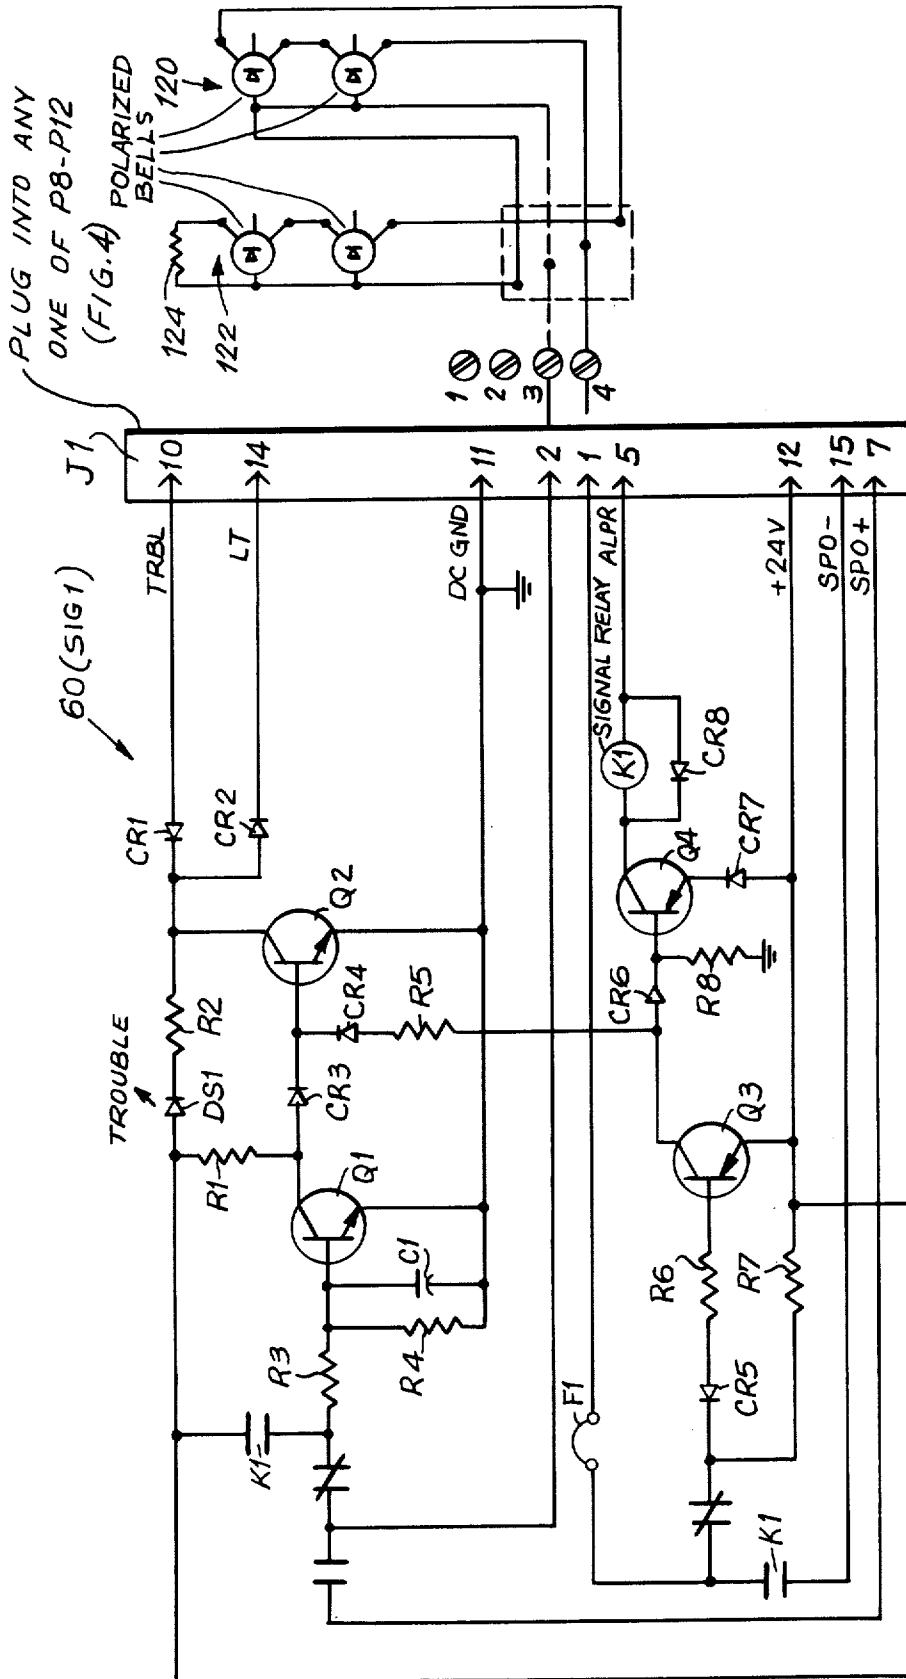 PLUG INTO ANY
ONE OF P8-P12
(FIG.4)
POLARIZED
BELLS
120
124
122
1
2
3
4
J1
10
14
11
2
1
5
12
15
7
60(SIG1)
TRBL
LT
DC GND
SIGNAL RELAY ALPR
+24V
SPO-
SPO+
CR1
CR2
TROUBLE
DS1
R2
Q2
R1
CR3
CR4
R5
Q1
C1
R3
R4
K1
K1
CR8
Q4
CR7
CR6
R8
Q3
F1
R6
R7
CR5
K1